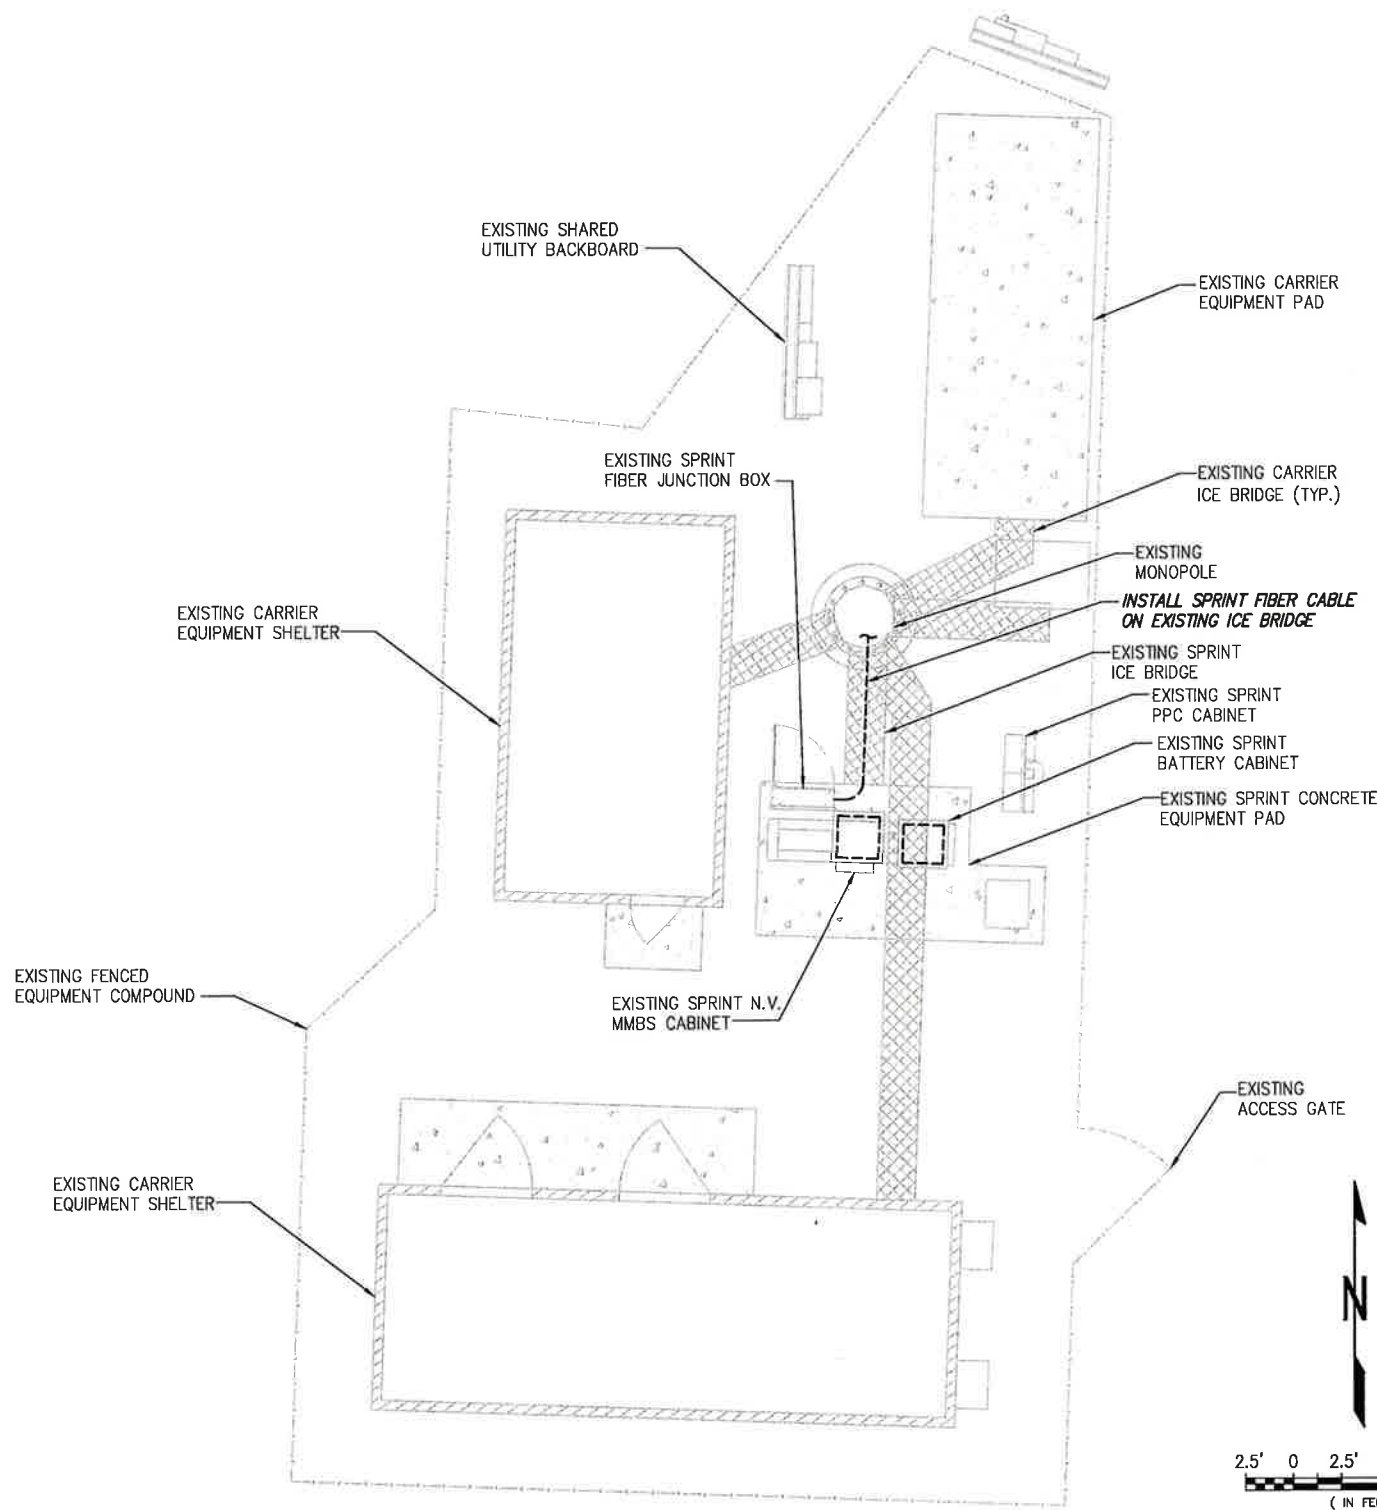 EXISTING SHARED
UTILITY BACKBOARD
EXISTING CARRIER
EQUIPMENT PAD
EXISTING SPRINT
FIBER JUNCTION BOX
EXISTING CARRIER
ICE BRIDGE (TYP.)
EXISTING
MONOPOLE
INSTALL SPRINT FIBER CABLE
ON EXISTING ICE BRIDGE
EXISTING CARRIER
EQUIPMENT SHELTER
EXISTING SPRINT
ICE BRIDGE
EXISTING SPRINT
PPC CABINET
EXISTING SPRINT
BATTERY CABINET
EXISTING SPRINT CONCRETE
EQUIPMENT PAD
EXISTING FENCED
EQUIPMENT COMPOUND
EXISTING SPRINT N.V.
MMBS CABINET
EXISTING
ACCESS GATE
EXISTING CARRIER
EQUIPMENT SHELTER
N
2.5' 0 2.5'
( IN